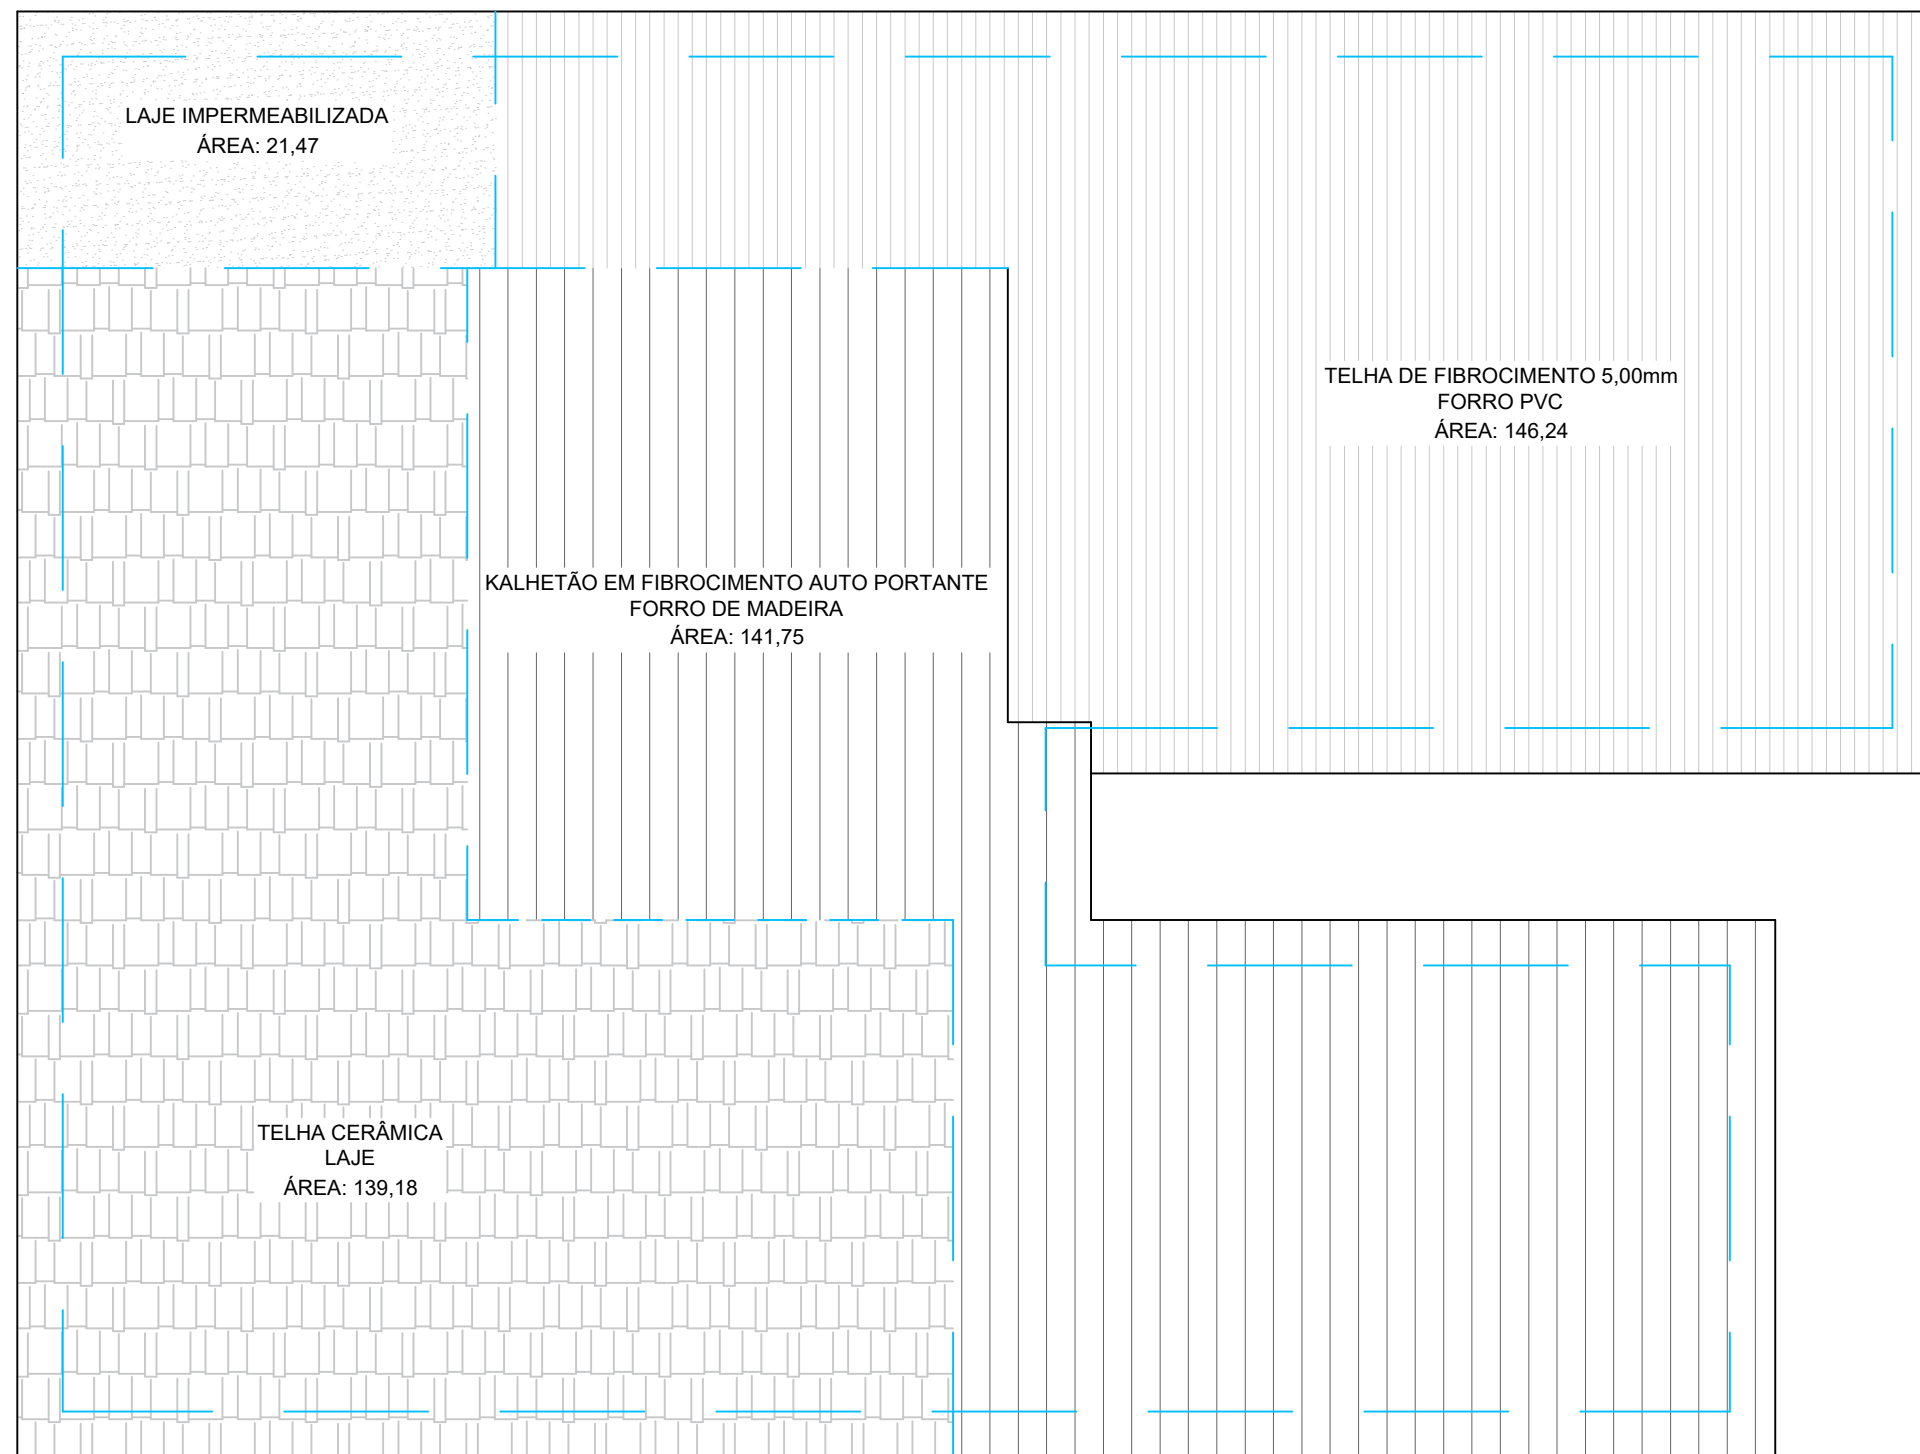 LAJE IMPERMEABILIZADA
ÁREA: 21,47
TELHA DE FIBROCIMENTO 5,00mm
FORRO PVC
ÁREA: 146,24
KALHETÃO EM FIBROCIMENTO AUTO PORTANTE
FORRO DE MADEIRA
ÁREA: 141,75
TELHA CERÂMICA
LAJE
ÁREA: 139,18